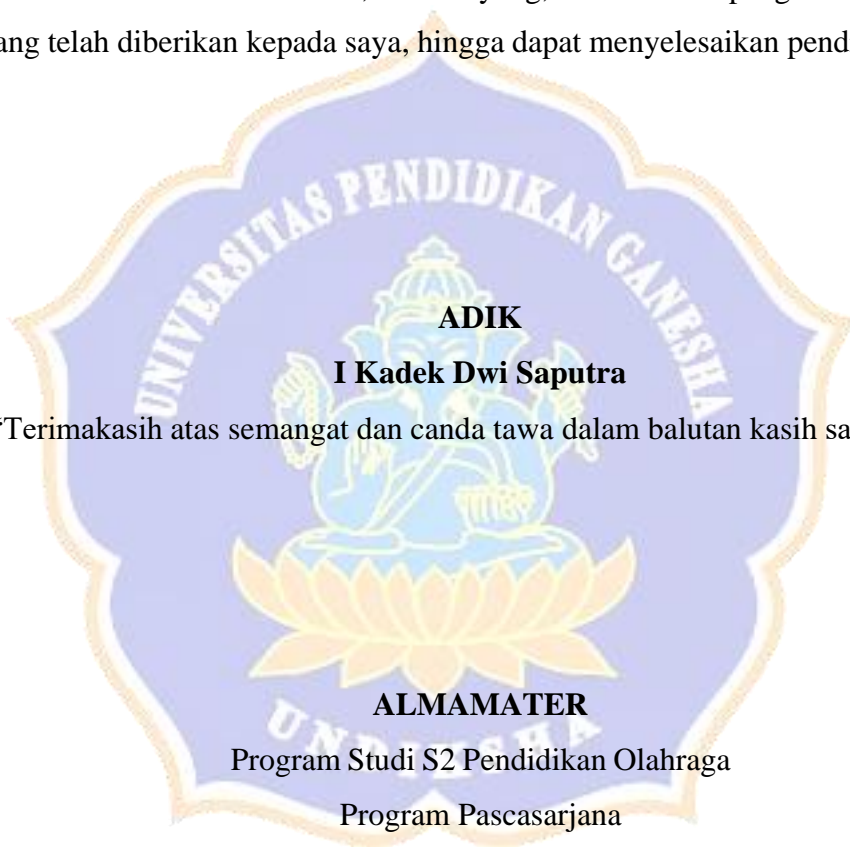 ang telah diberikan kepada saya, hingga dapat menyelesaikan pend
UNIVERSITAS PENDIDIKAN GANESHA
ADIK
I Kadek Dwi Saputra
Terimakasih atas semangat dan canda tawa dalam balutan kasih sa
ALMAMATER
UNDIKSHA
Program Studi S2 Pendidikan Olahraga
Program Pascasarjana